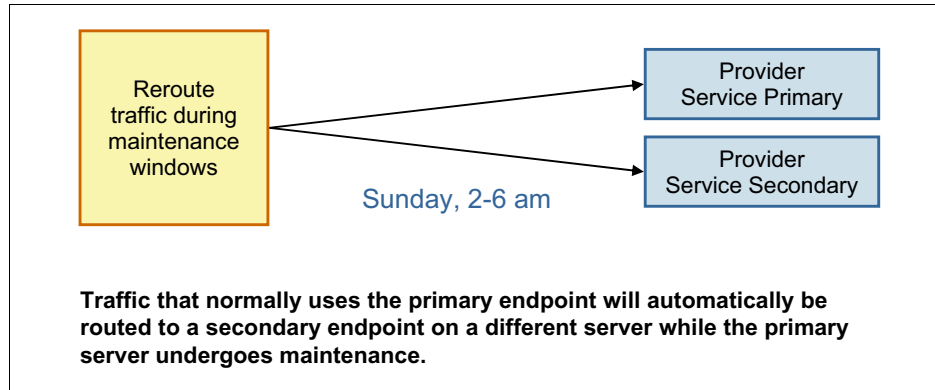 Reroute
traffic during
maintenance
windows
Provider
Service Primary
Provider
Service Secondary
Sunday, 2-6 am
Traffic that normally uses the primary endpoint will automatically be
routed to a secondary endpoint on a different server while the primary
server undergoes maintenance.